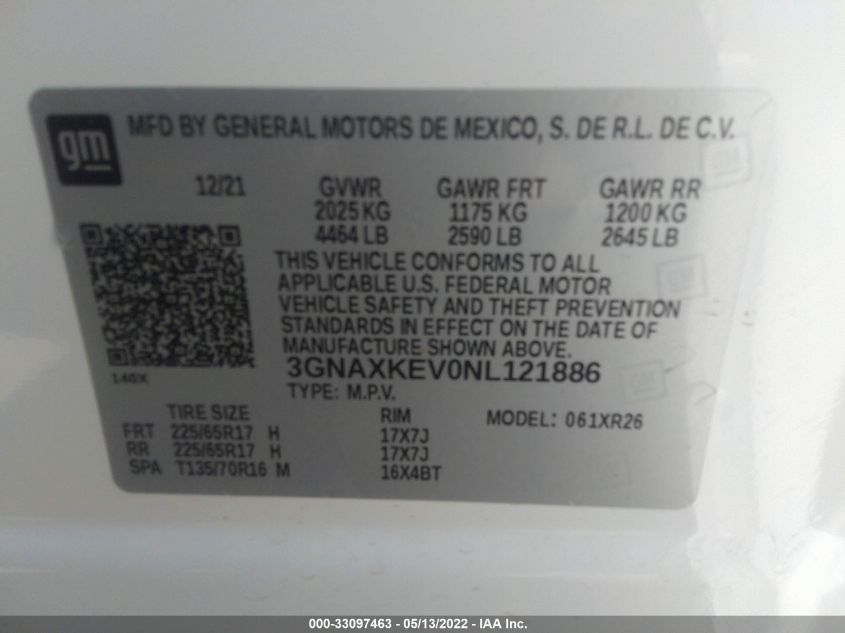 gm
MFD BY GENERAL MOTORS DE MEXICO, S. DE R.L. DE C.V.
12/21 GVWR GAWR FRT GAWR RR
2025 KG 1175 KG 1200 KG
4464 LB 2590 LB 2645 LB
THIS VEHICLE CONFORMS TO ALL
APPLICABLE U.S. FEDERAL MOTOR
VEHICLE SAFETY AND THEFT PREVENTION
STANDARDS IN EFFECT ON THE DATE OF
MANUFACTURE SHOWN ABOVE.
3GNAXKEV0NL121886
140X
TYPE: M.P.V.
TIRE SIZE RIM MODEL: 061XR26
FRT 225/65R17 H 17X7J
RR 225/65R17 H 17X7J
SPA T135/70R16 M 16X4BT
000-33097463 - 05/13/2022 - IAA Inc.